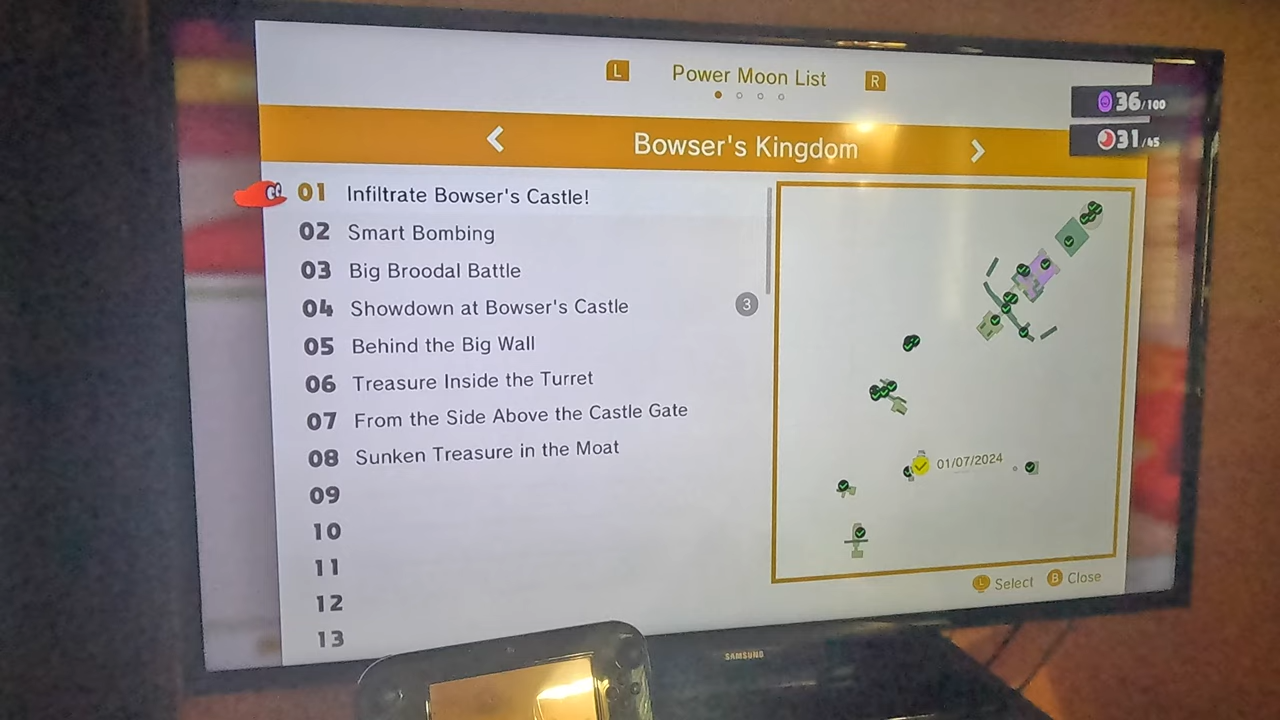 L Power Moon List R
36/100
31/45
Bowser's Kingdom
01 Infiltrate Bowser's Castle!
02 Smart Bombing
03 Big Broodal Battle
04 Showdown at Bowser's Castle 3
05 Behind the Big Wall
06 Treasure Inside the Turret
07 From the Side Above the Castle Gate
08 Sunken Treasure in the Moat
09
10
11
12
13
01/07/2024
L Select B Close
SAMSUNG